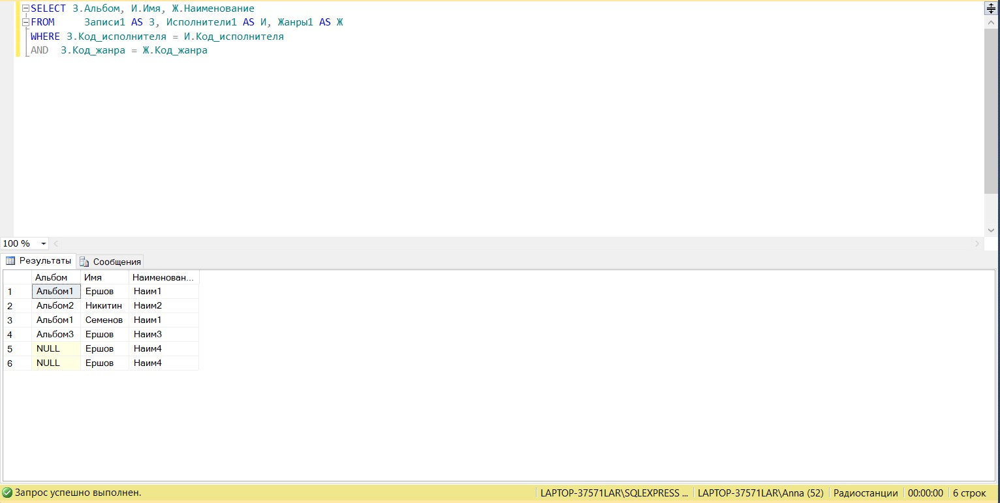 SELECT З.Альбом, И.Имя, Ж.Наименование
FROM Записи1 AS З, Исполнители1 AS И, Жанры1 AS Ж
WHERE З.Код_исполнителя = И.Код_исполнителя
AND З.Код_жанра = Ж.Код_жанра
100 %
Результаты Сообщения
Альбом Имя Наименован...
1 Альбом1 Ершов Наим1
2 Альбом2 Никитин Наим2
3 Альбом1 Семенов Наим1
4 Альбом3 Ершов Наим3
5 NULL Ершов Наим4
6 NULL Ершов Наим4
Запрос успешно выполнен. LAPTOP-37571LAR\SQLEXPRESS ... LAPTOP-37571LAR\Anna (52) Радиостанции 00:00:00 6 строк